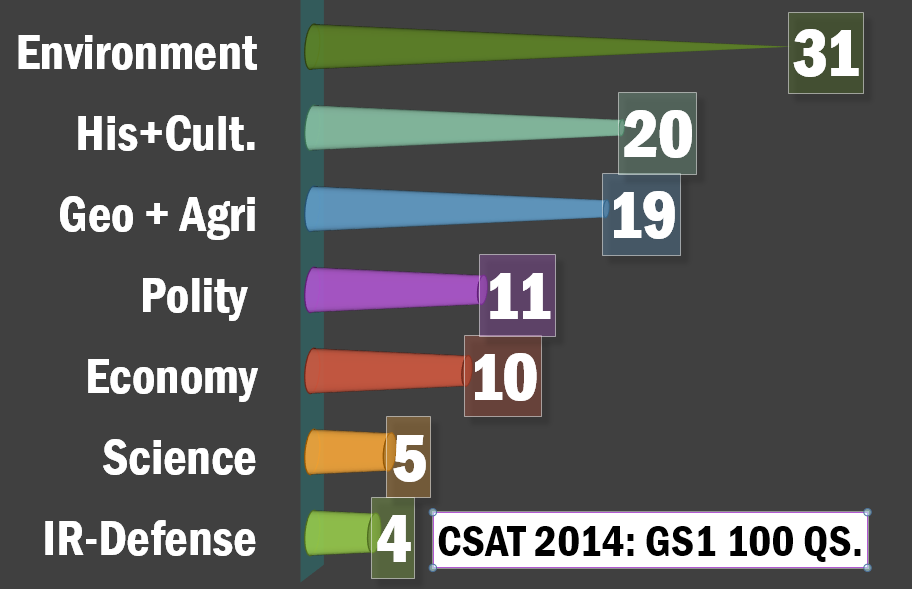 Environment 31
His+Cult. 20
Geo + Agri 19
Polity 11
Economy 10
Science 5
IR-Defense 4
CSAT 2014: GS1 100 QS.